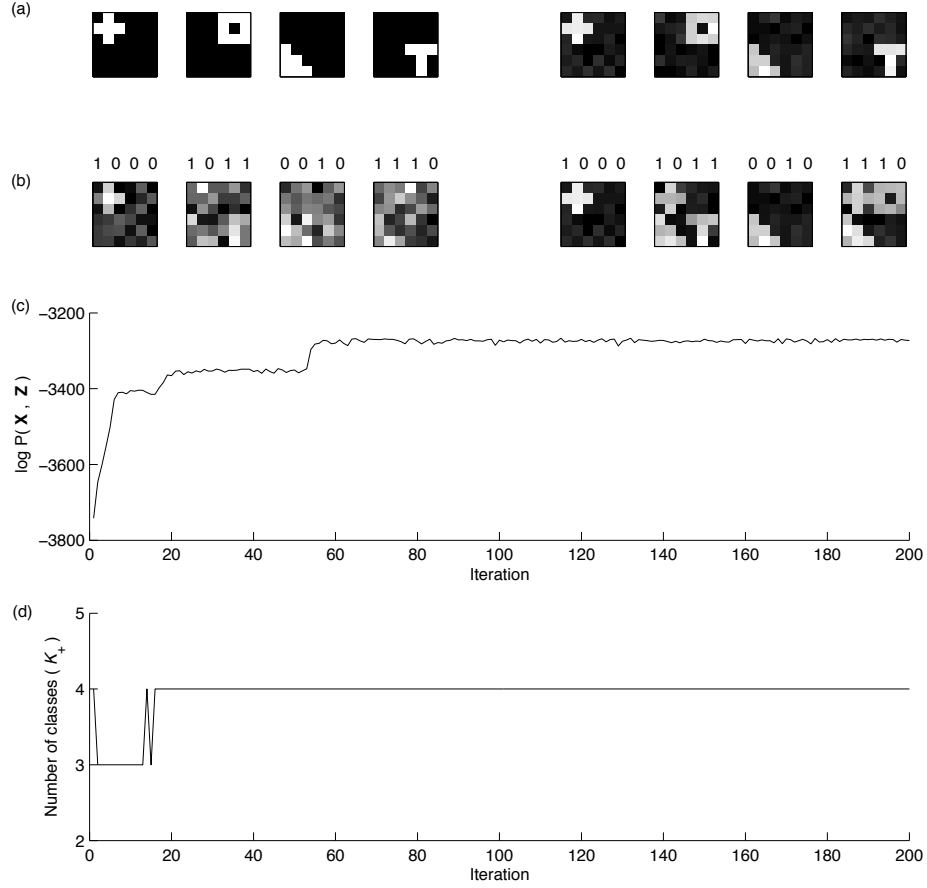 (a)
1 0 0 0 1 0 1 1 0 0 1 0 1 1 1 0 1 0 0 0 1 0 1 1 0 0 1 0 1 1 1 0
(b)
(c)
−3200
−3400
−3600
−3800
log P( X , Z )
0 20 40 60 80 100 120 140 160 180 200
Iteration
(d)
5
4
3
2
Number of classes ( K+ )
0 20 40 60 80 100 120 140 160 180 200
Iteration